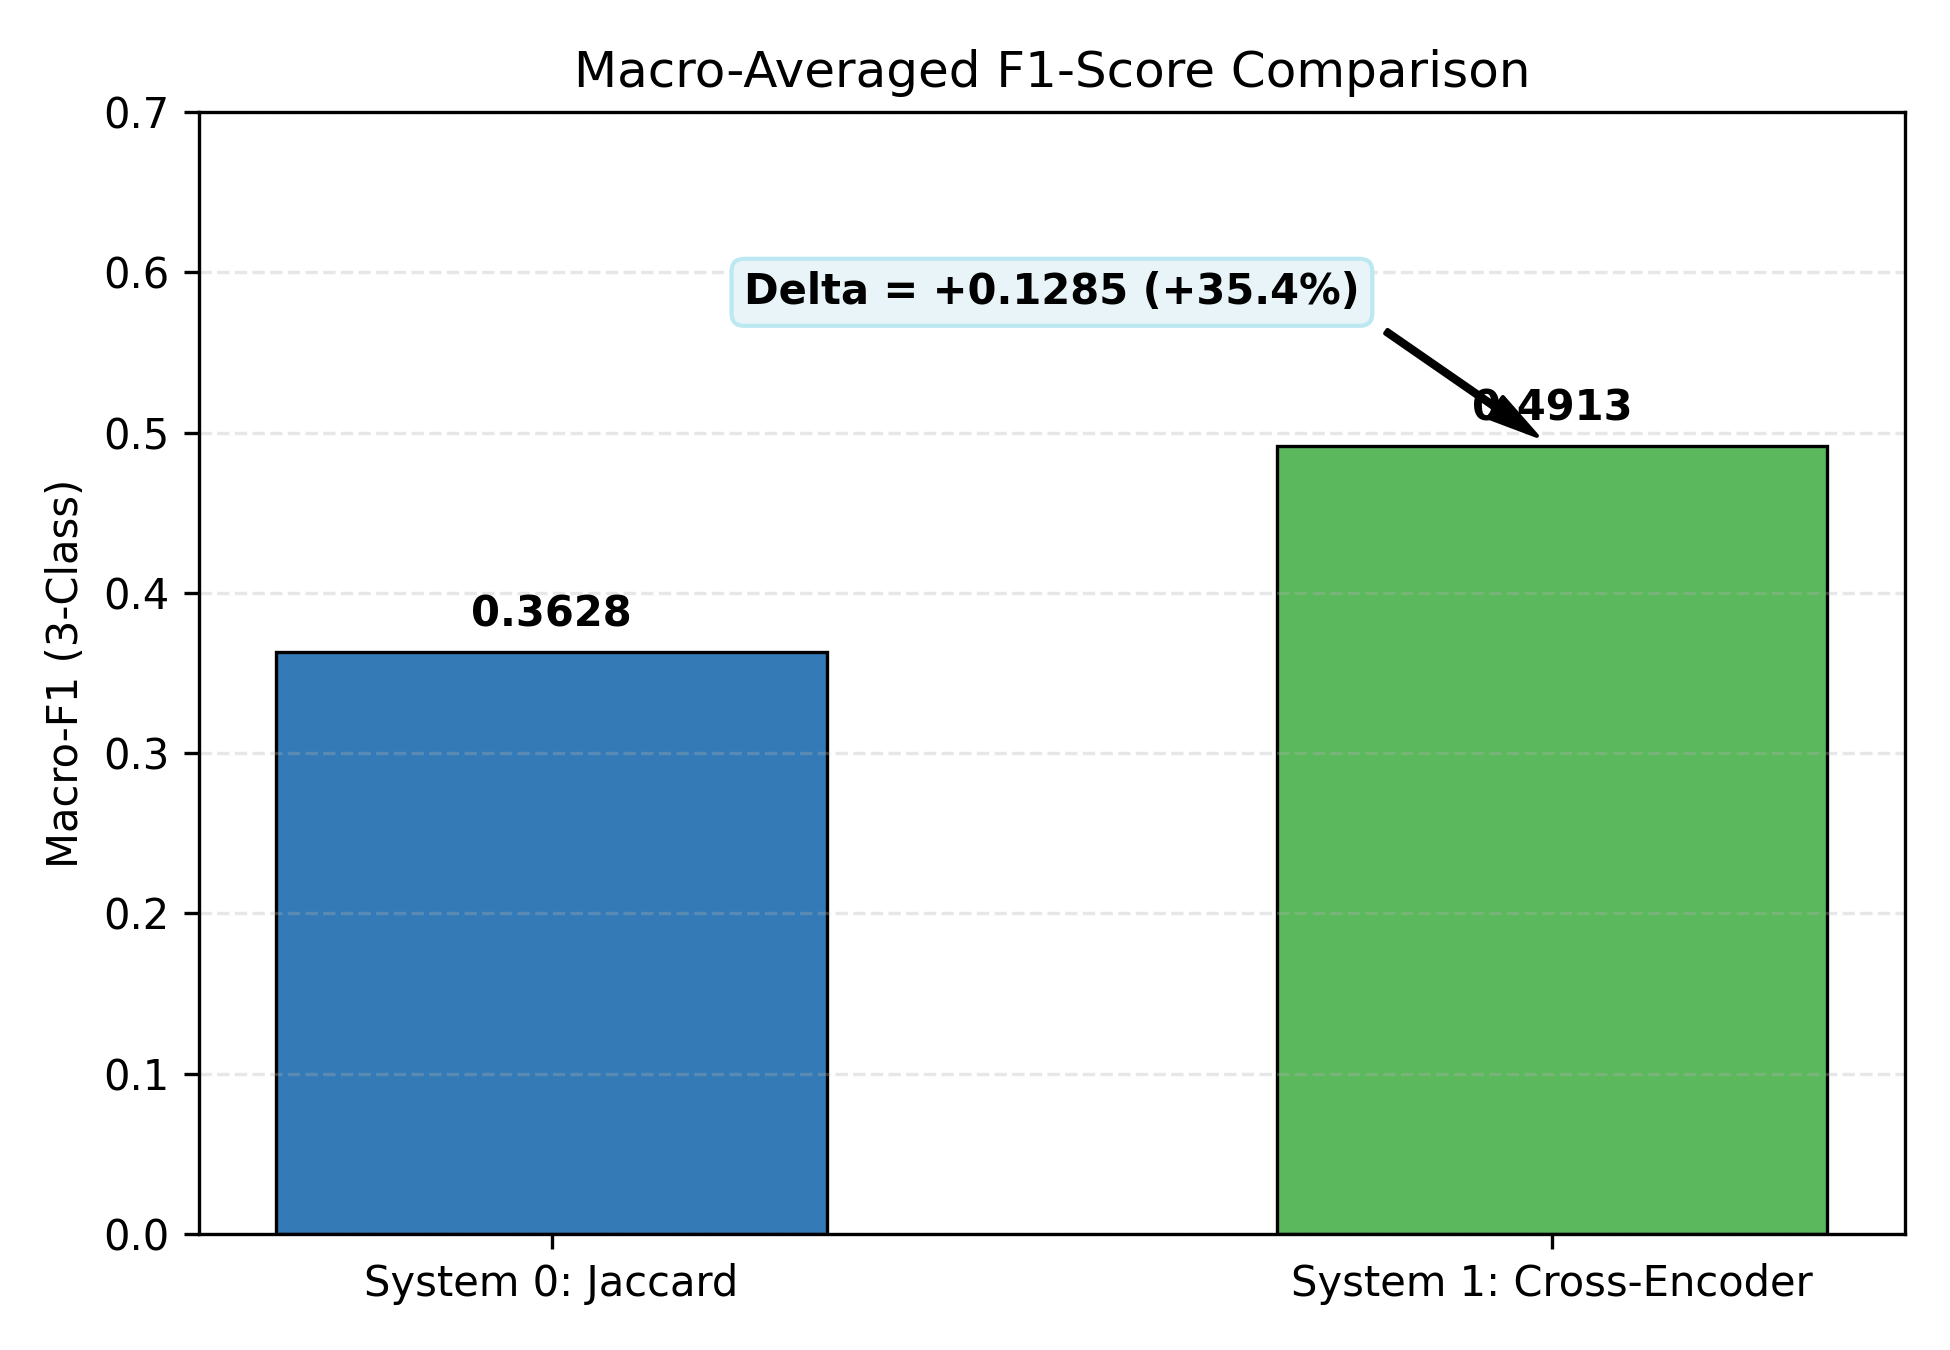 Macro-Averaged F1-Score Comparison
Macro-F1 (3-Class)
0.7
0.6
0.5
0.4
0.3
0.2
0.1
0.0
Delta = +0.1285 (+35.4%)
0.3628
0.4913
System 0: Jaccard
System 1: Cross-Encoder